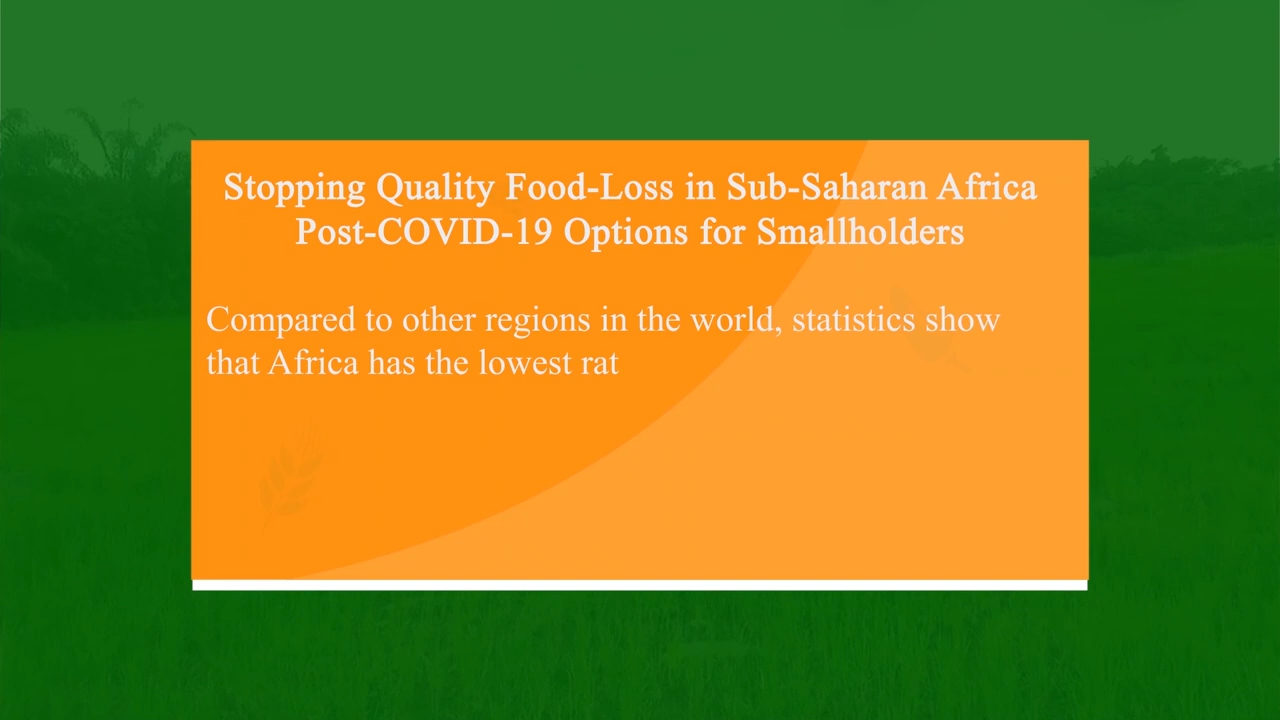 Stopping Quality Food-Loss in Sub-Saharan Africa
Post-COVID-19 Options for Smallholders
Compared to other regions in the world, statistics show
that Africa has the lowest rat